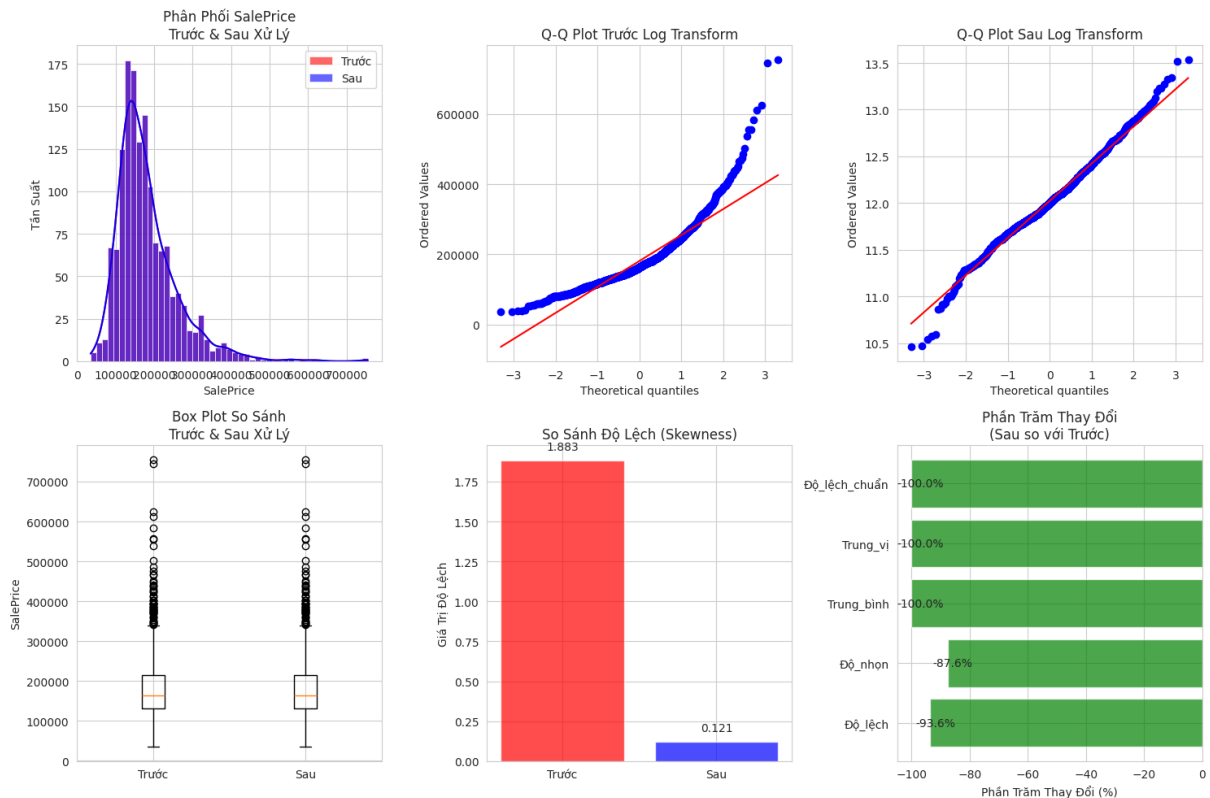 Phân Phối SalePrice
Trước & Sau Xử Lý
Trước
Sau
175
150
125
100
75
50
25
0
Tần Suất
0 100000 200000 300000 400000 500000 600000 700000
SalePrice
Q-Q Plot Trước Log Transform
600000
400000
200000
0
Ordered Values
−3 −2 −1 0 1 2 3
Theoretical quantiles
Q-Q Plot Sau Log Transform
13.5
13.0
12.5
12.0
11.5
11.0
10.5
Ordered Values
−3 −2 −1 0 1 2 3
Theoretical quantiles
Box Plot So Sánh
Trước & Sau Xử Lý
700000
600000
500000
400000
300000
200000
100000
0
SalePrice
Trước Sau
So Sánh Độ Lệch (Skewness)
1.883
0.121
1.75
1.50
1.25
1.00
0.75
0.50
0.25
0.00
Giá Trị Độ Lệch
Trước Sau
Phần Trăm Thay Đổi
(Sau so với Trước)
Độ_lệch_chuẩn -100.0%
Trung_vị -100.0%
Trung_bình -100.0%
Độ_nhọn -87.6%
Độ_lệch -93.6%
−100 −80 −60 −40 −20 0
Phần Trăm Thay Đổi (%)